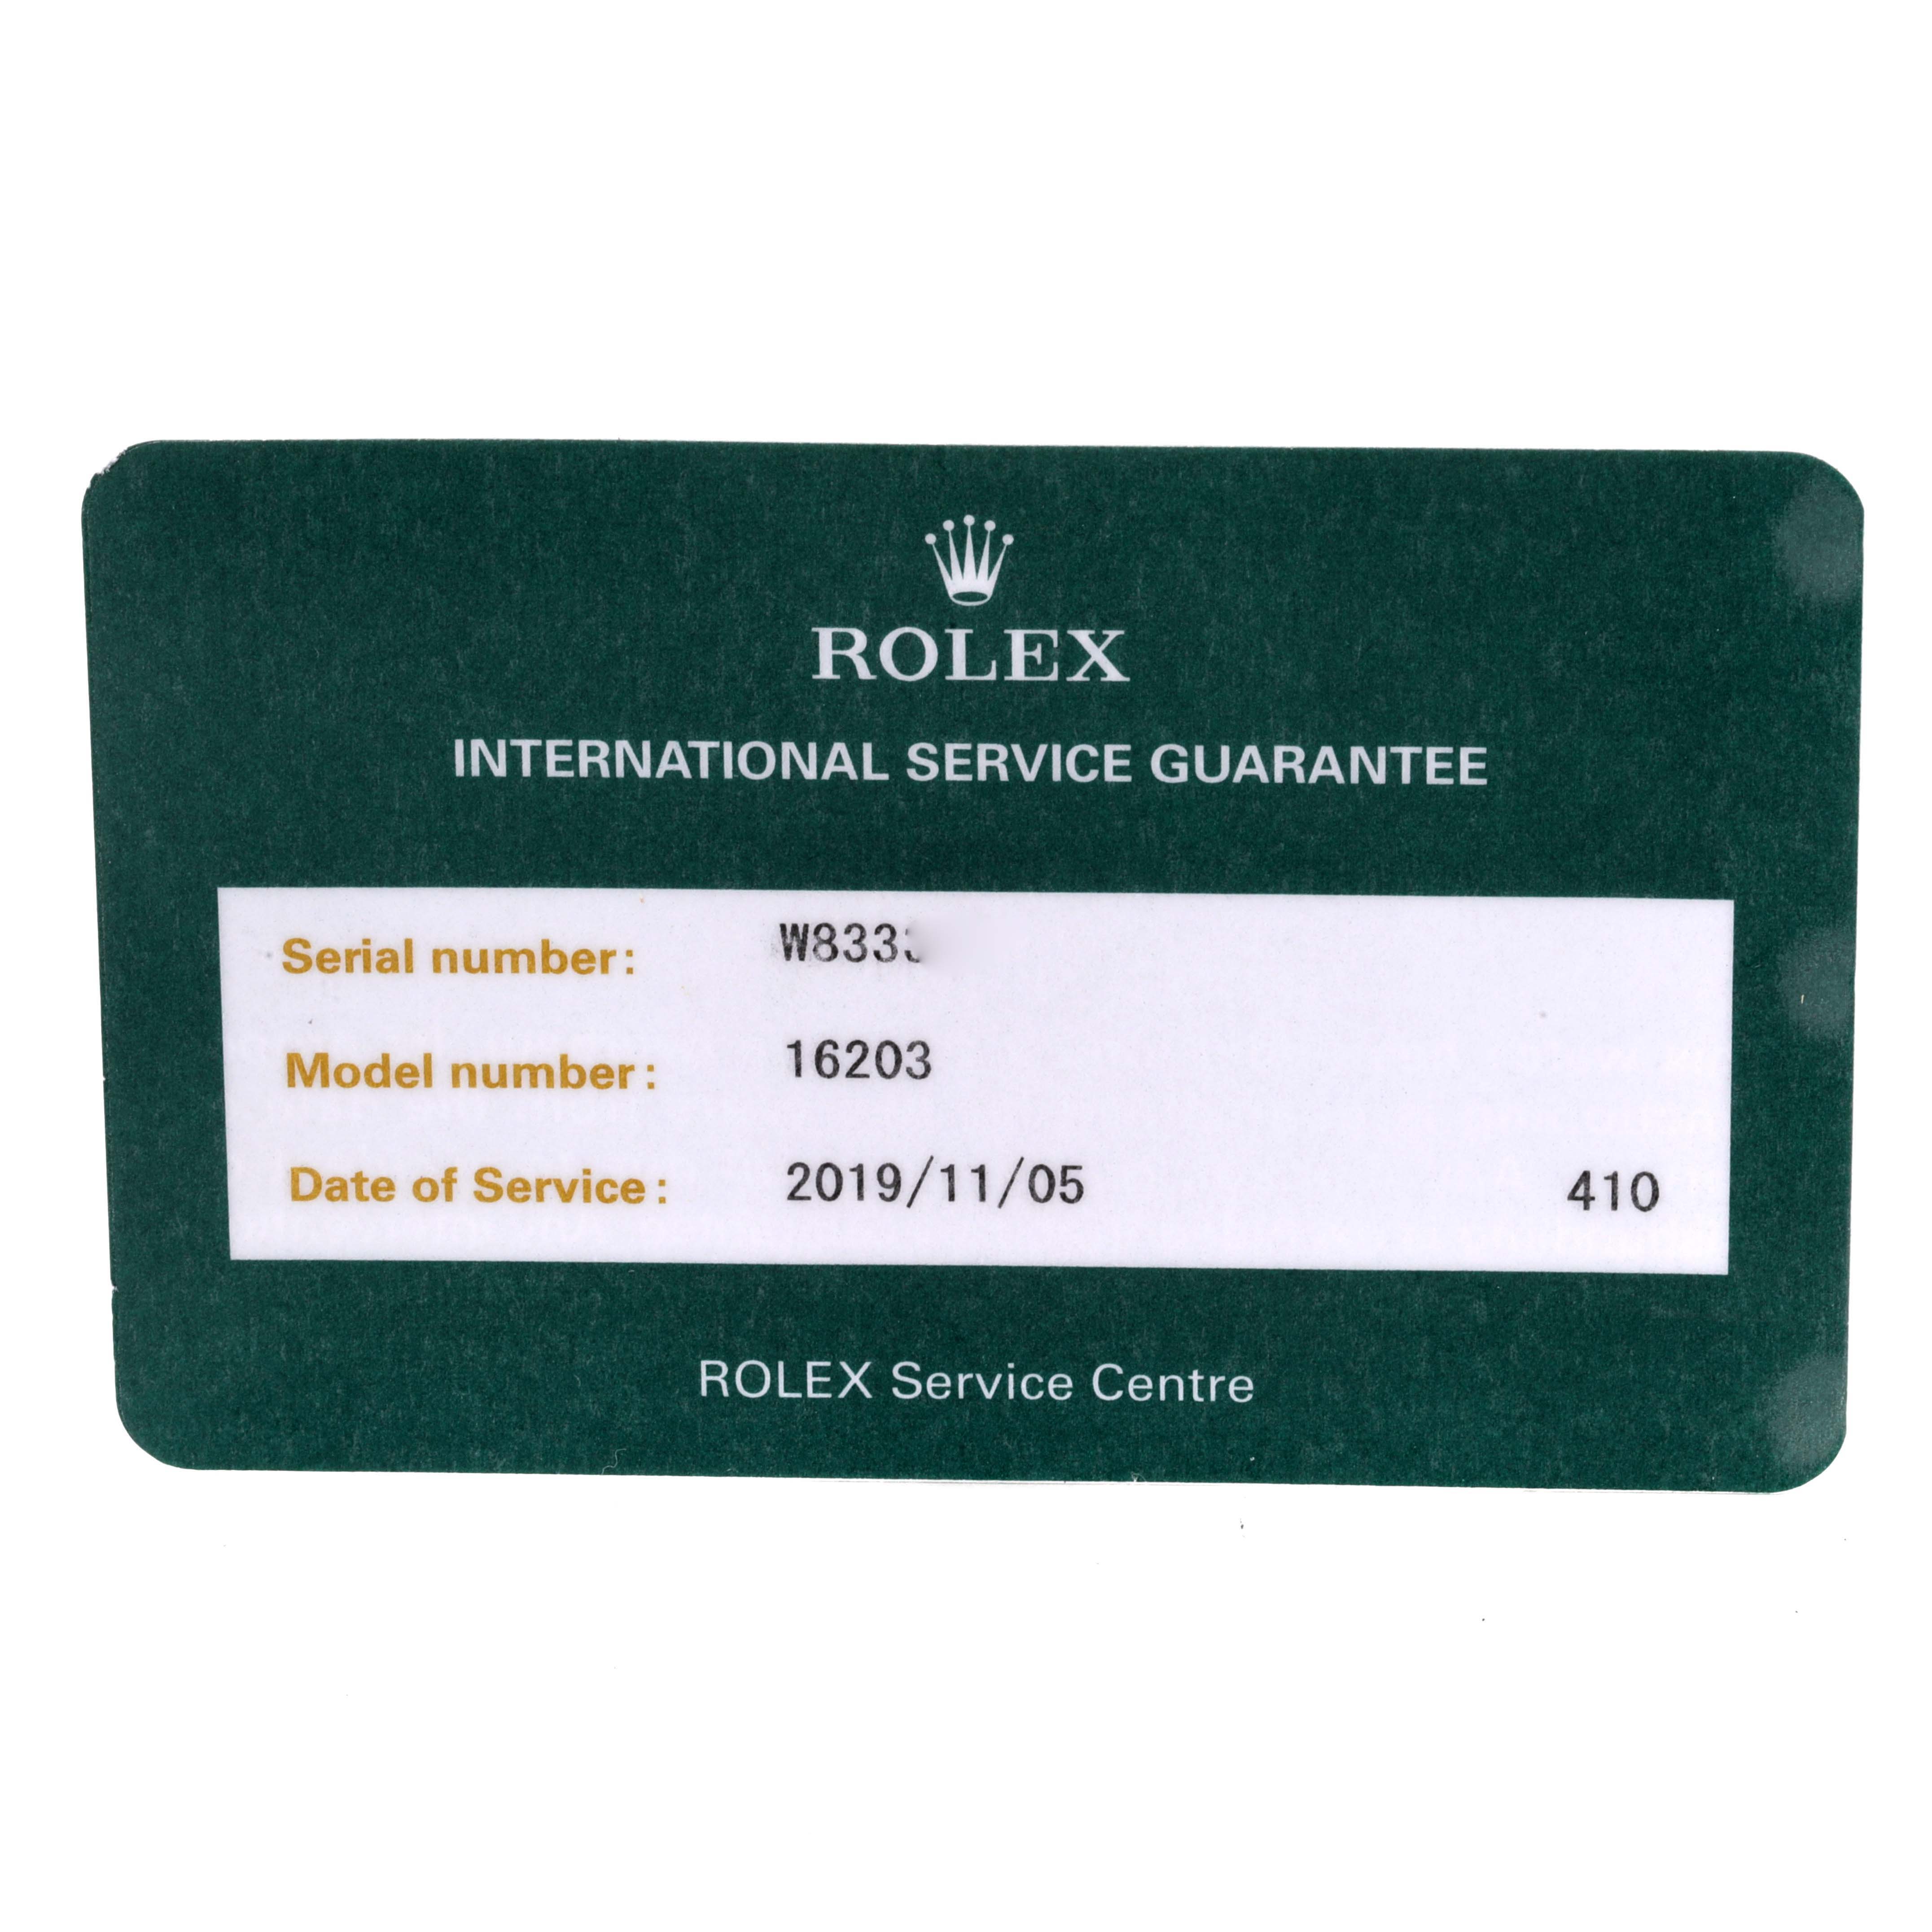 ROLEX
INTERNATIONAL SERVICE GUARANTEE
Serial number:
Model number: 16203
Date of Service: 2019/11/05 410
ROLEX Service Centre